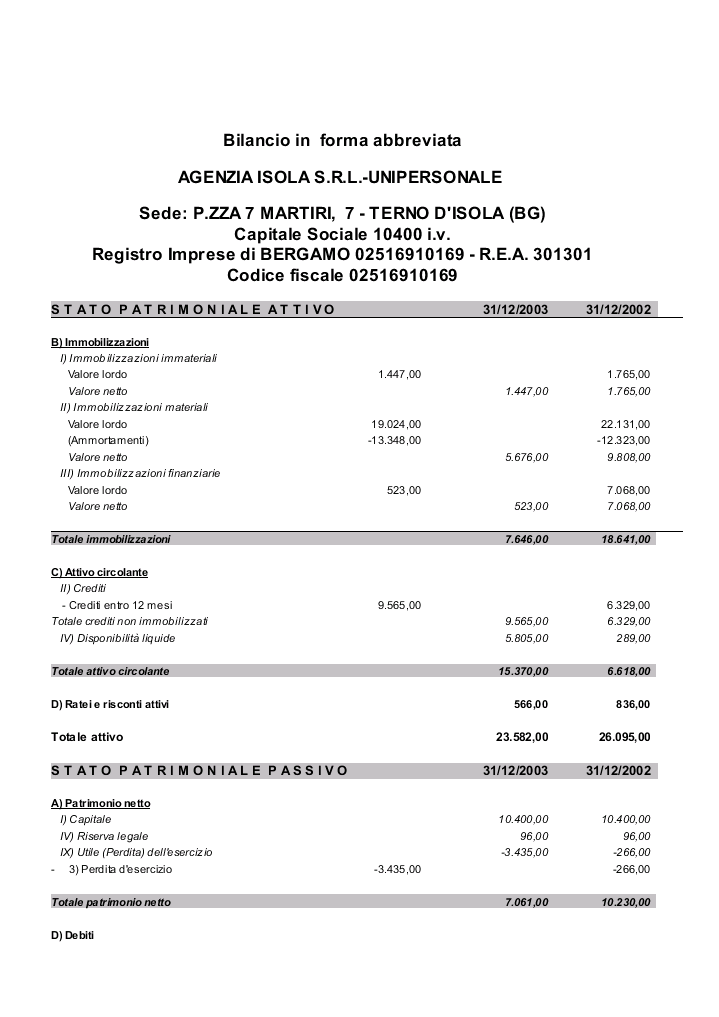 Bilancio in forma abbreviata
AGENZIA ISOLA S.R.L.-UNIPERSONALE
Sede: P.ZZA 7 MARTIRI, 7 - TERNO D'ISOLA (BG)
Capitale Sociale 10400 i.v.
Registro Imprese di BERGAMO 02516910169 - R.E.A. 301301
Codice fiscale 02516910169
STATO PATRIMONIALE ATTIVO 31/12/2003 31/12/2002
B) Immobilizzazioni
I) Immobilizzazioni immateriali
Valore lordo 1.447,00 1.765,00
Valore netto 1.447,00 1.765,00
II) Immobilizzazioni materiali
Valore lordo 19.024,00 22.131,00
(Ammortamenti) -13.348,00 -12.323,00
Valore netto 5.676,00 9.808,00
III) Immobilizzazioni finanziarie
Valore lordo 523,00 7.068,00
Valore netto 523,00 7.068,00
Totale immobilizzazioni 7.646,00 18.641,00
C) Attivo circolante
II) Crediti
- Crediti entro 12 mesi 9.565,00 6.329,00
Totale crediti non immobilizzati 9.565,00 6.329,00
IV) Disponibilità liquide 5.805,00 289,00
Totale attivo circolante 15.370,00 6.618,00
D) Ratei e risconti attivi 566,00 836,00
Totale attivo 23.582,00 26.095,00
STATO PATRIMONIALE PASSIVO 31/12/2003 31/12/2002
A) Patrimonio netto
I) Capitale 10.400,00 10.400,00
IV) Riserva legale 96,00 96,00
IX) Utile (Perdita) dell'esercizio -3.435,00 -266,00
- 3) Perdita d'esercizio -3.435,00 -266,00
Totale patrimonio netto 7.061,00 10.230,00
D) Debiti